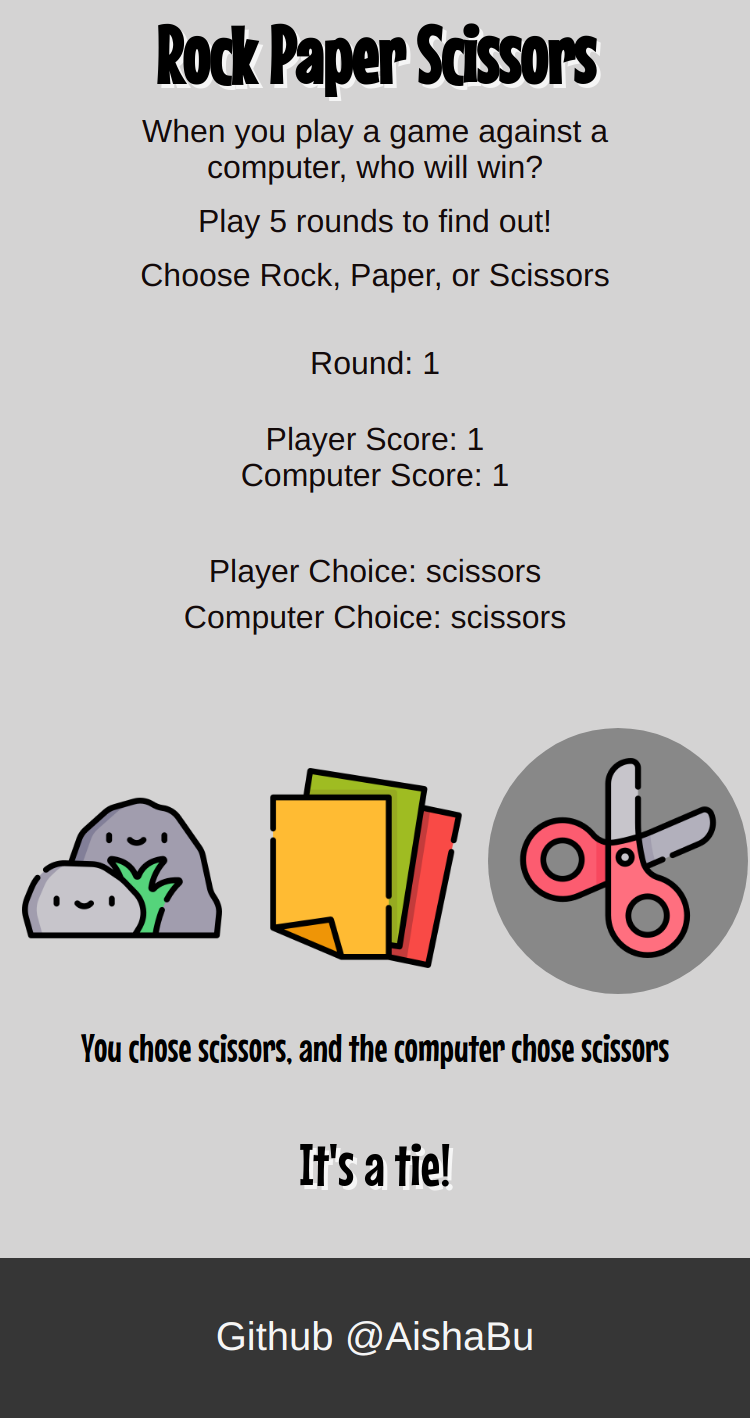 Rock Paper Scissors
When you play a game against a
computer, who will win?
Play 5 rounds to find out!
Choose Rock, Paper, or Scissors
Round: 1
Player Score: 1
Computer Score: 1
Player Choice: scissors
Computer Choice: scissors
You chose scissors, and the computer chose scissors
It's a tie!
Github @AishaBu